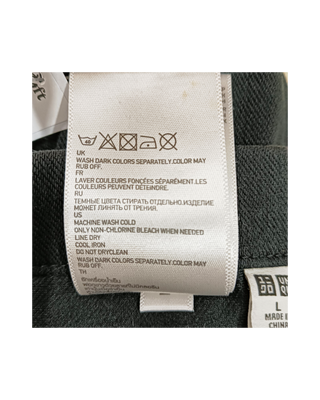 40
UK
WASH DARK COLORS SEPARATELY.COLOR MAY
RUB OFF.
FR
LAVER COULEURS FONCÉES SÉPARÉMENT.LES
COULEURS PEUVENT DÉTEINDRE.
RU
ТЕМНЫЕ ЦВЕТА СТИРАТЬ ОТДЕЛЬНО,ИЗДЕЛИЕ
МОЖЕТ ЛИНЯТЬ ОТ ТРЕНИЯ.
US
MACHINE WASH COLD
ONLY NON-CHLORINE BLEACH WHEN NEEDED
LINE DRY
COOL IRON
DO NOT DRYCLEAN
WASH DARK COLORS SEPARATELY.COLOR MAY
RUB OFF.
TH
L
MADE
CHINA